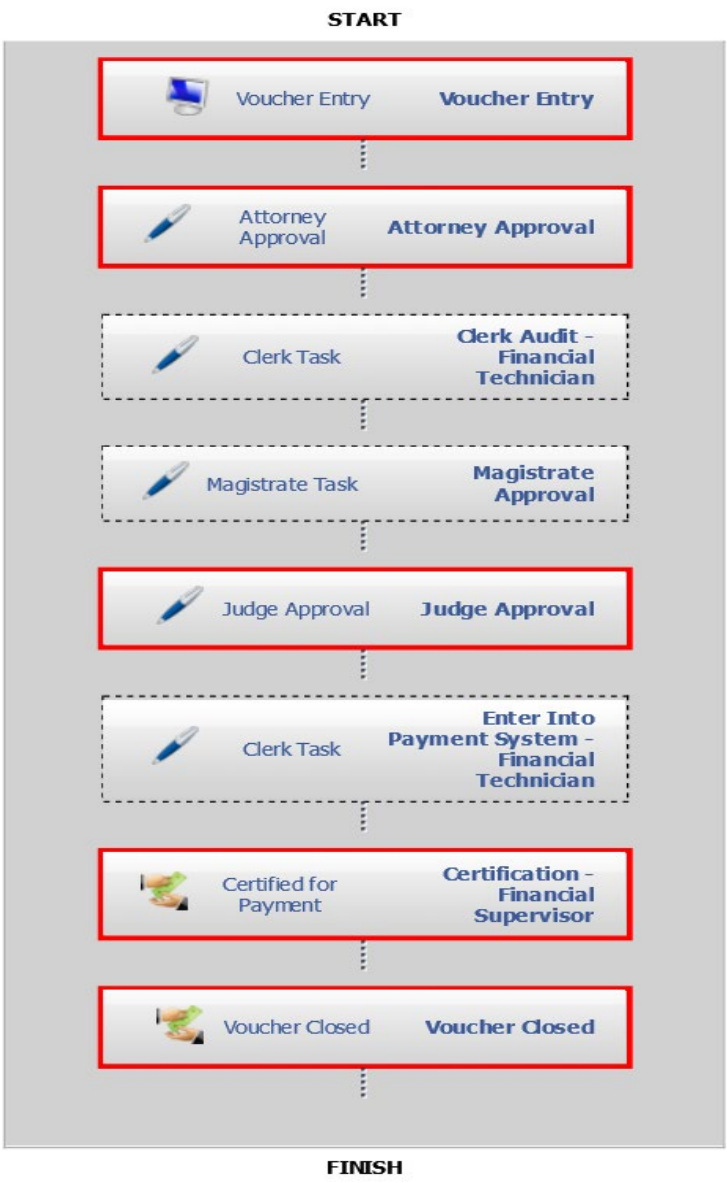 START
Voucher Entry
Voucher Entry
Attorney
Approval
Attorney Approval
Clerk Task
Clerk Audit -
Financial
Technician
Magistrate Task
Magistrate
Approval
Judge Approval
Judge Approval
Clerk Task
Enter Into
Payment System -
Financial
Technician
Certified for
Payment
Certification -
Financial
Supervisor
Voucher Closed
Voucher Closed
FINISH